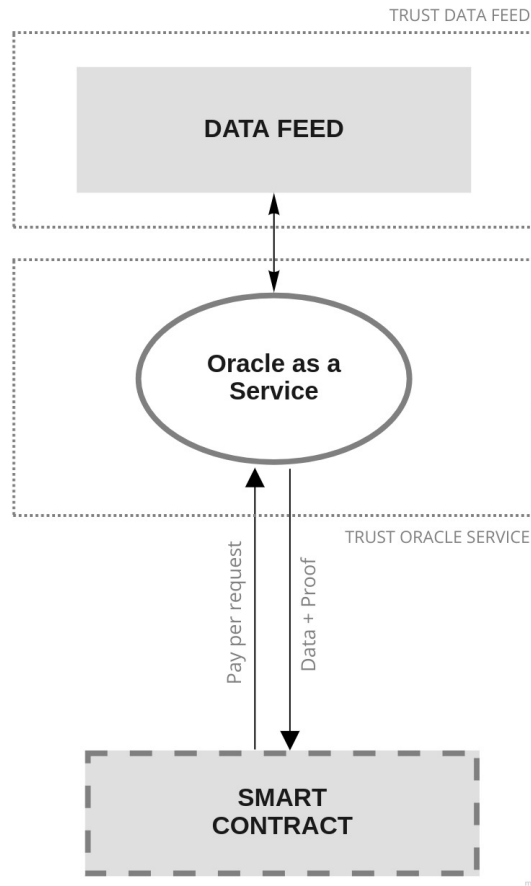 TRUST DATA FEED
DATA FEED
Oracle as a
Service
TRUST ORACLE SERVICE
Pay per request
Data + Proof
SMART
CONTRACT